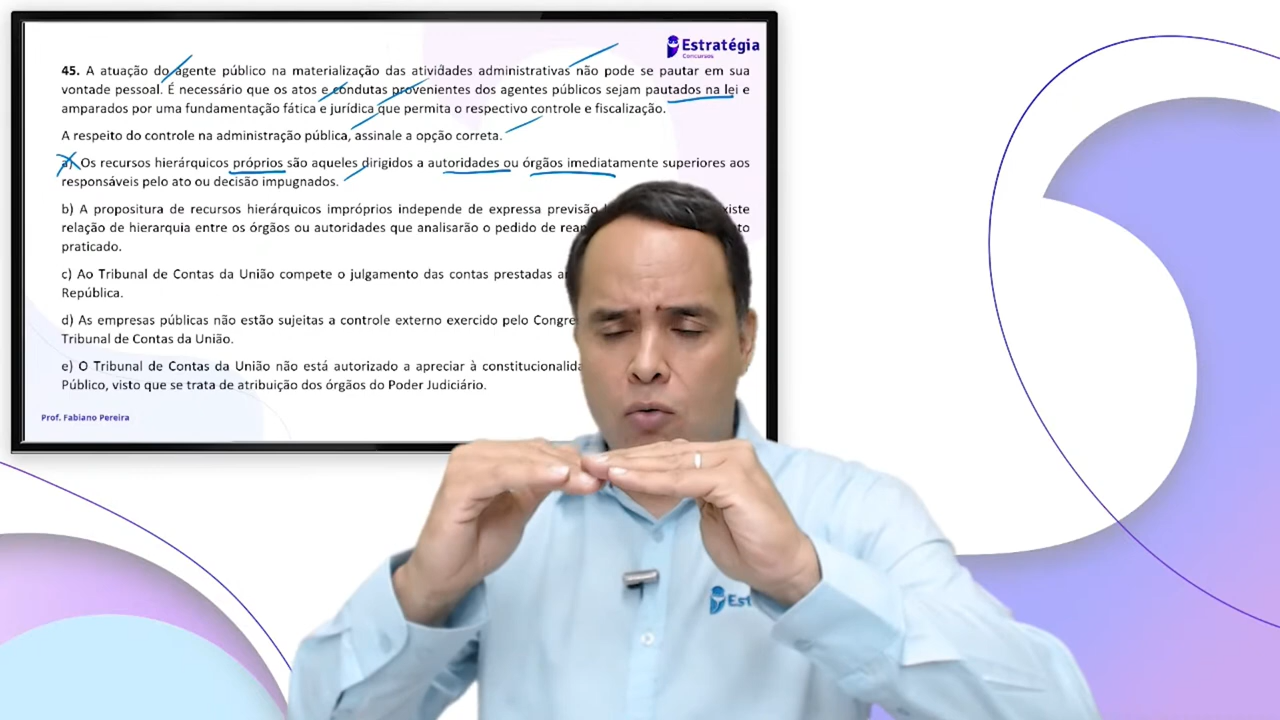 Estratégia
Concursos
45. A atuação do agente público na materialização das atividades administrativas não pode se pautar em sua
vontade pessoal. É necessário que os atos e condutas provenientes dos agentes públicos sejam pautados na lei e
amparados por uma fundamentação fática e jurídica que permita o respectivo controle e fiscalização.
A respeito do controle na administração pública, assinale a opção correta.
a) Os recursos hierárquicos próprios são aqueles dirigidos a autoridades ou órgãos imediatamente superiores aos
responsáveis pelo ato ou decisão impugnados.
b) A propositura de recursos hierárquicos impróprios independe de expressa previsão
relação de hierarquia entre os órgãos ou autoridades que analisarão o pedido de
praticado.
c) Ao Tribunal de Contas da União compete o julgamento das contas prestadas
República.
d) As empresas públicas não estão sujeitas a controle externo exercido pelo
Tribunal de Contas da União.
e) O Tribunal de Contas da União não está autorizado a apreciar à
Público, visto que se trata de atribuição dos órgãos do Poder Judiciário.
Prof. Fabiano Pereira
Est